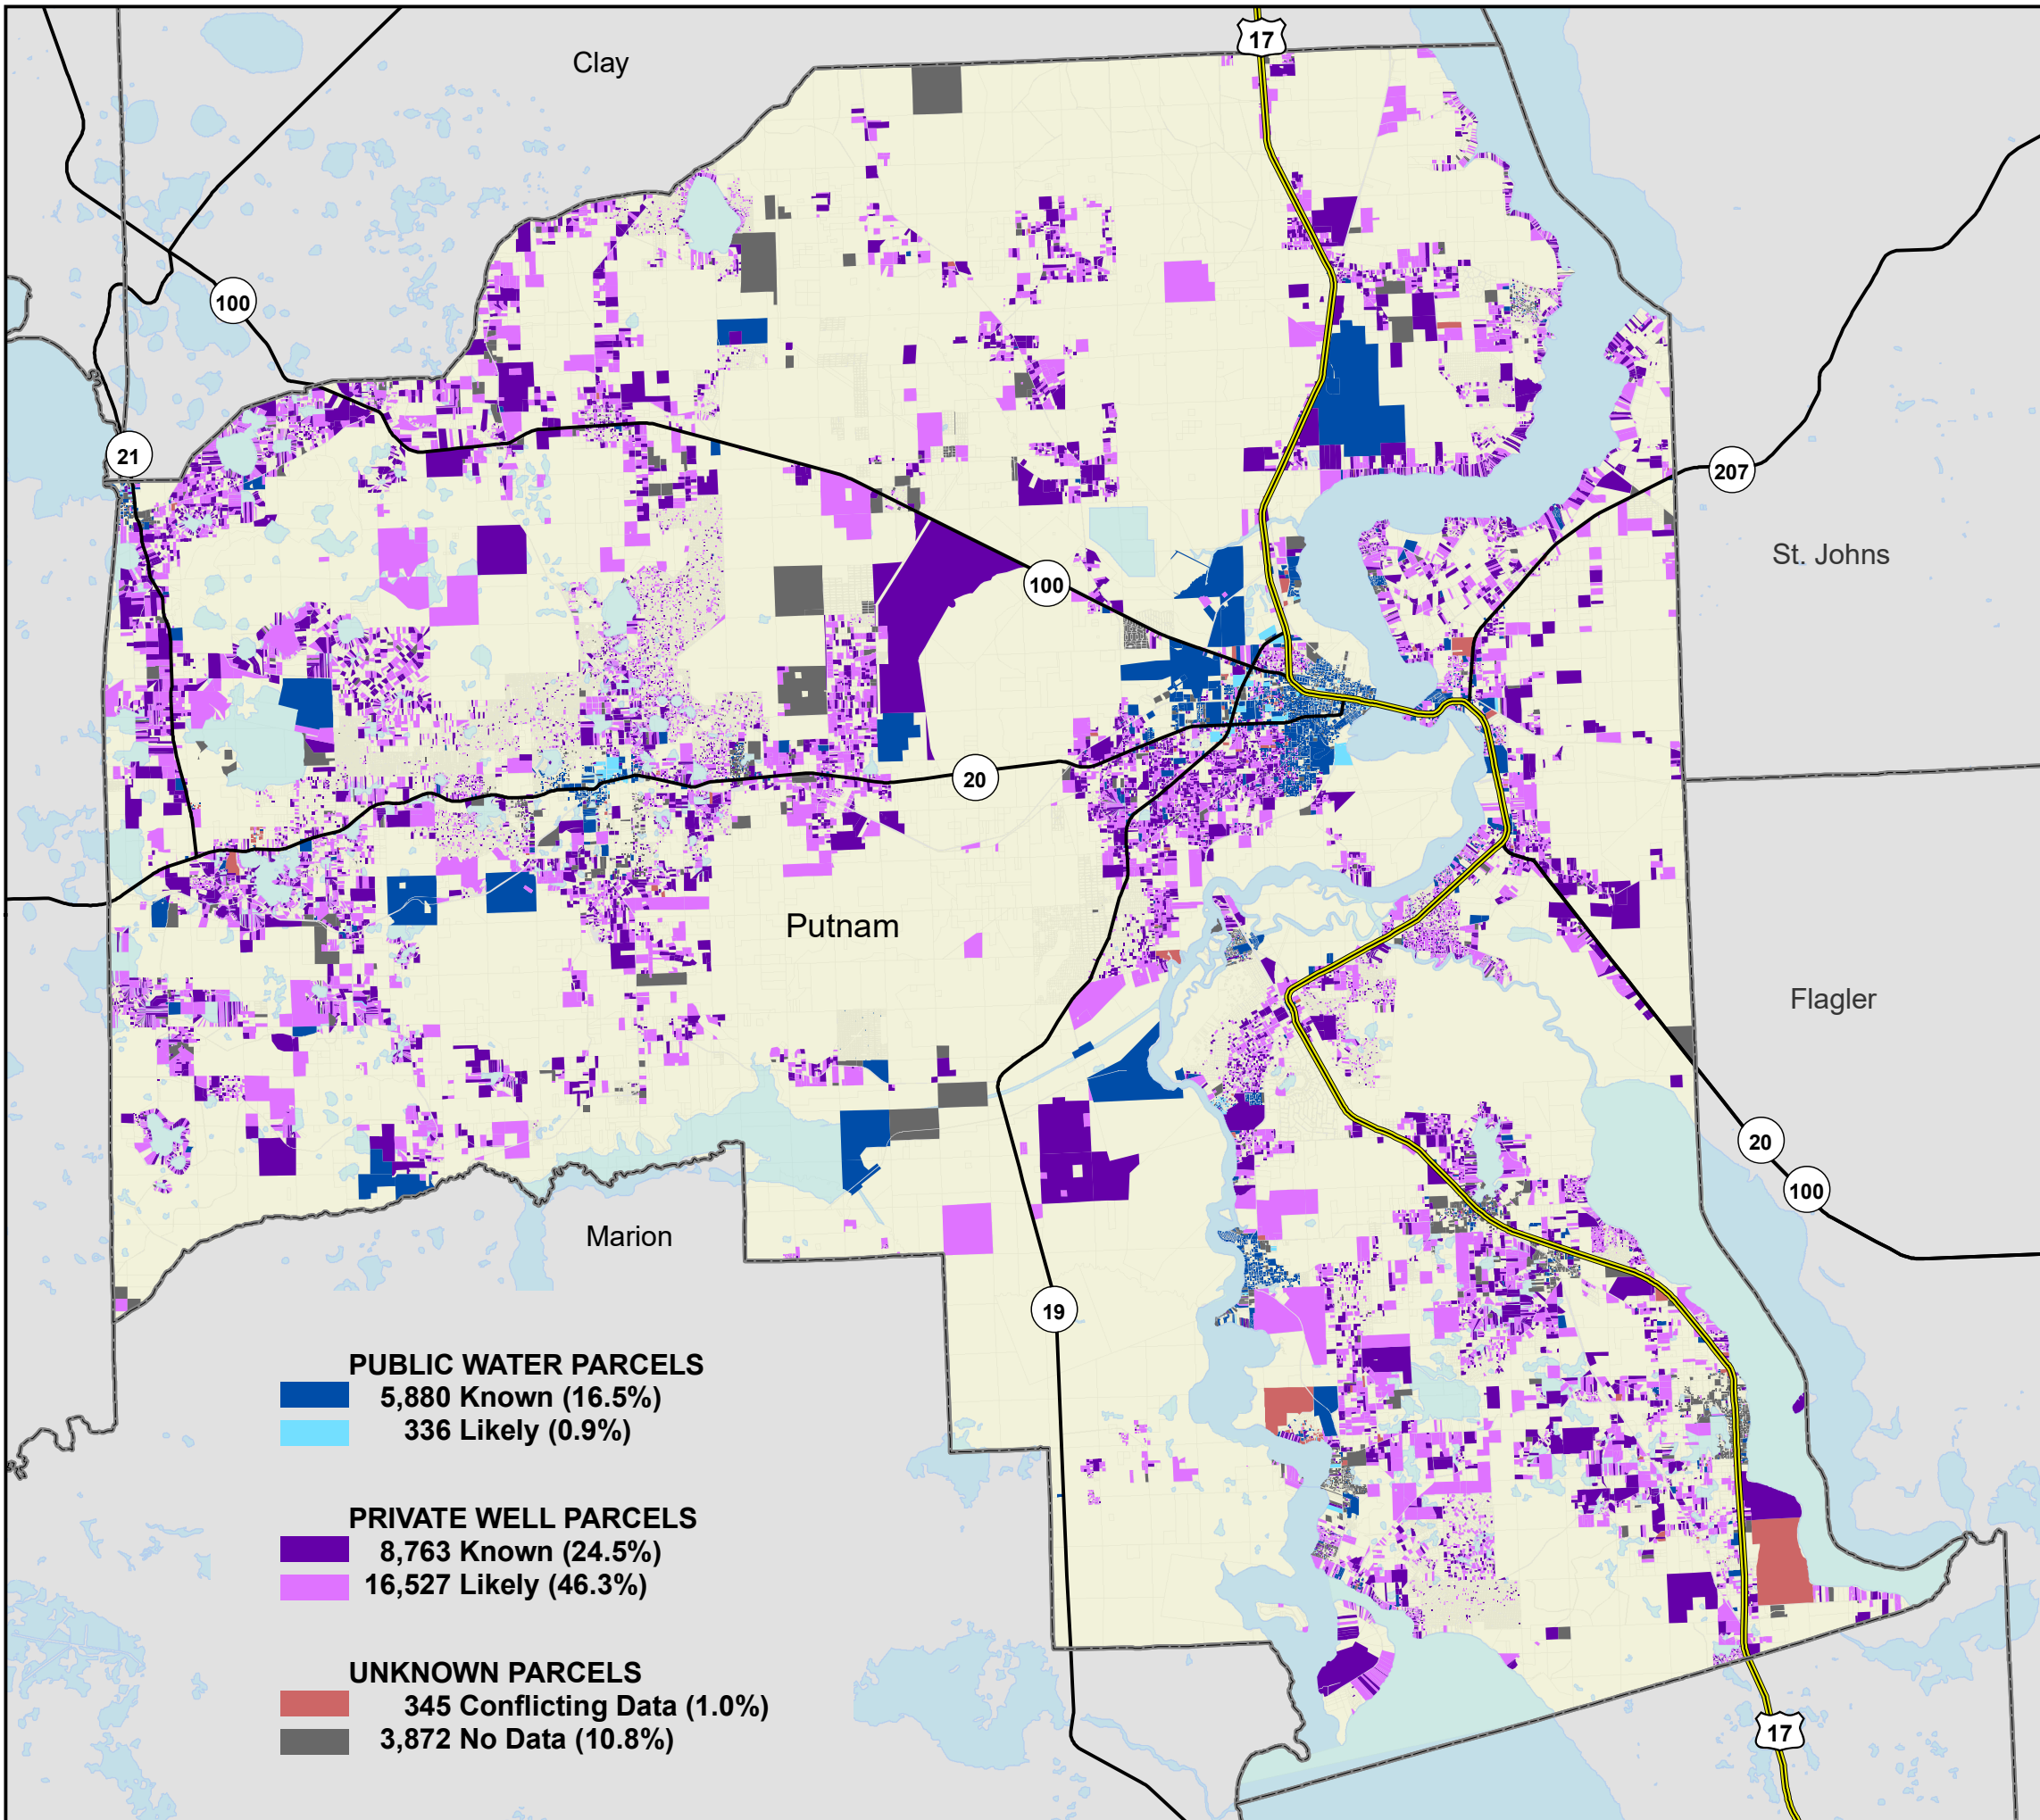 17
Clay
100
21
207
St. Johns
100
20
Putnam
Flagler
20
100
Marion
19
PUBLIC WATER PARCELS
5,880 Known (16.5%)
336 Likely (0.9%)
PRIVATE WELL PARCELS
8,763 Known (24.5%)
16,527 Likely (46.3%)
UNKNOWN PARCELS
345 Conflicting Data (1.0%)
3,872 No Data (10.8%)
17